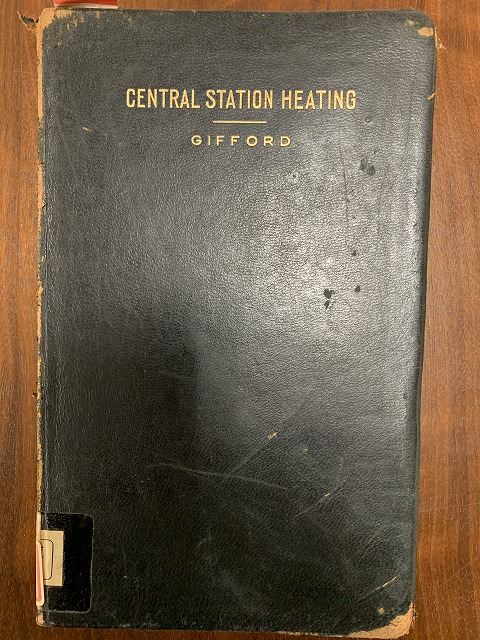 CENTRAL STATION HEATING
GIFFORD